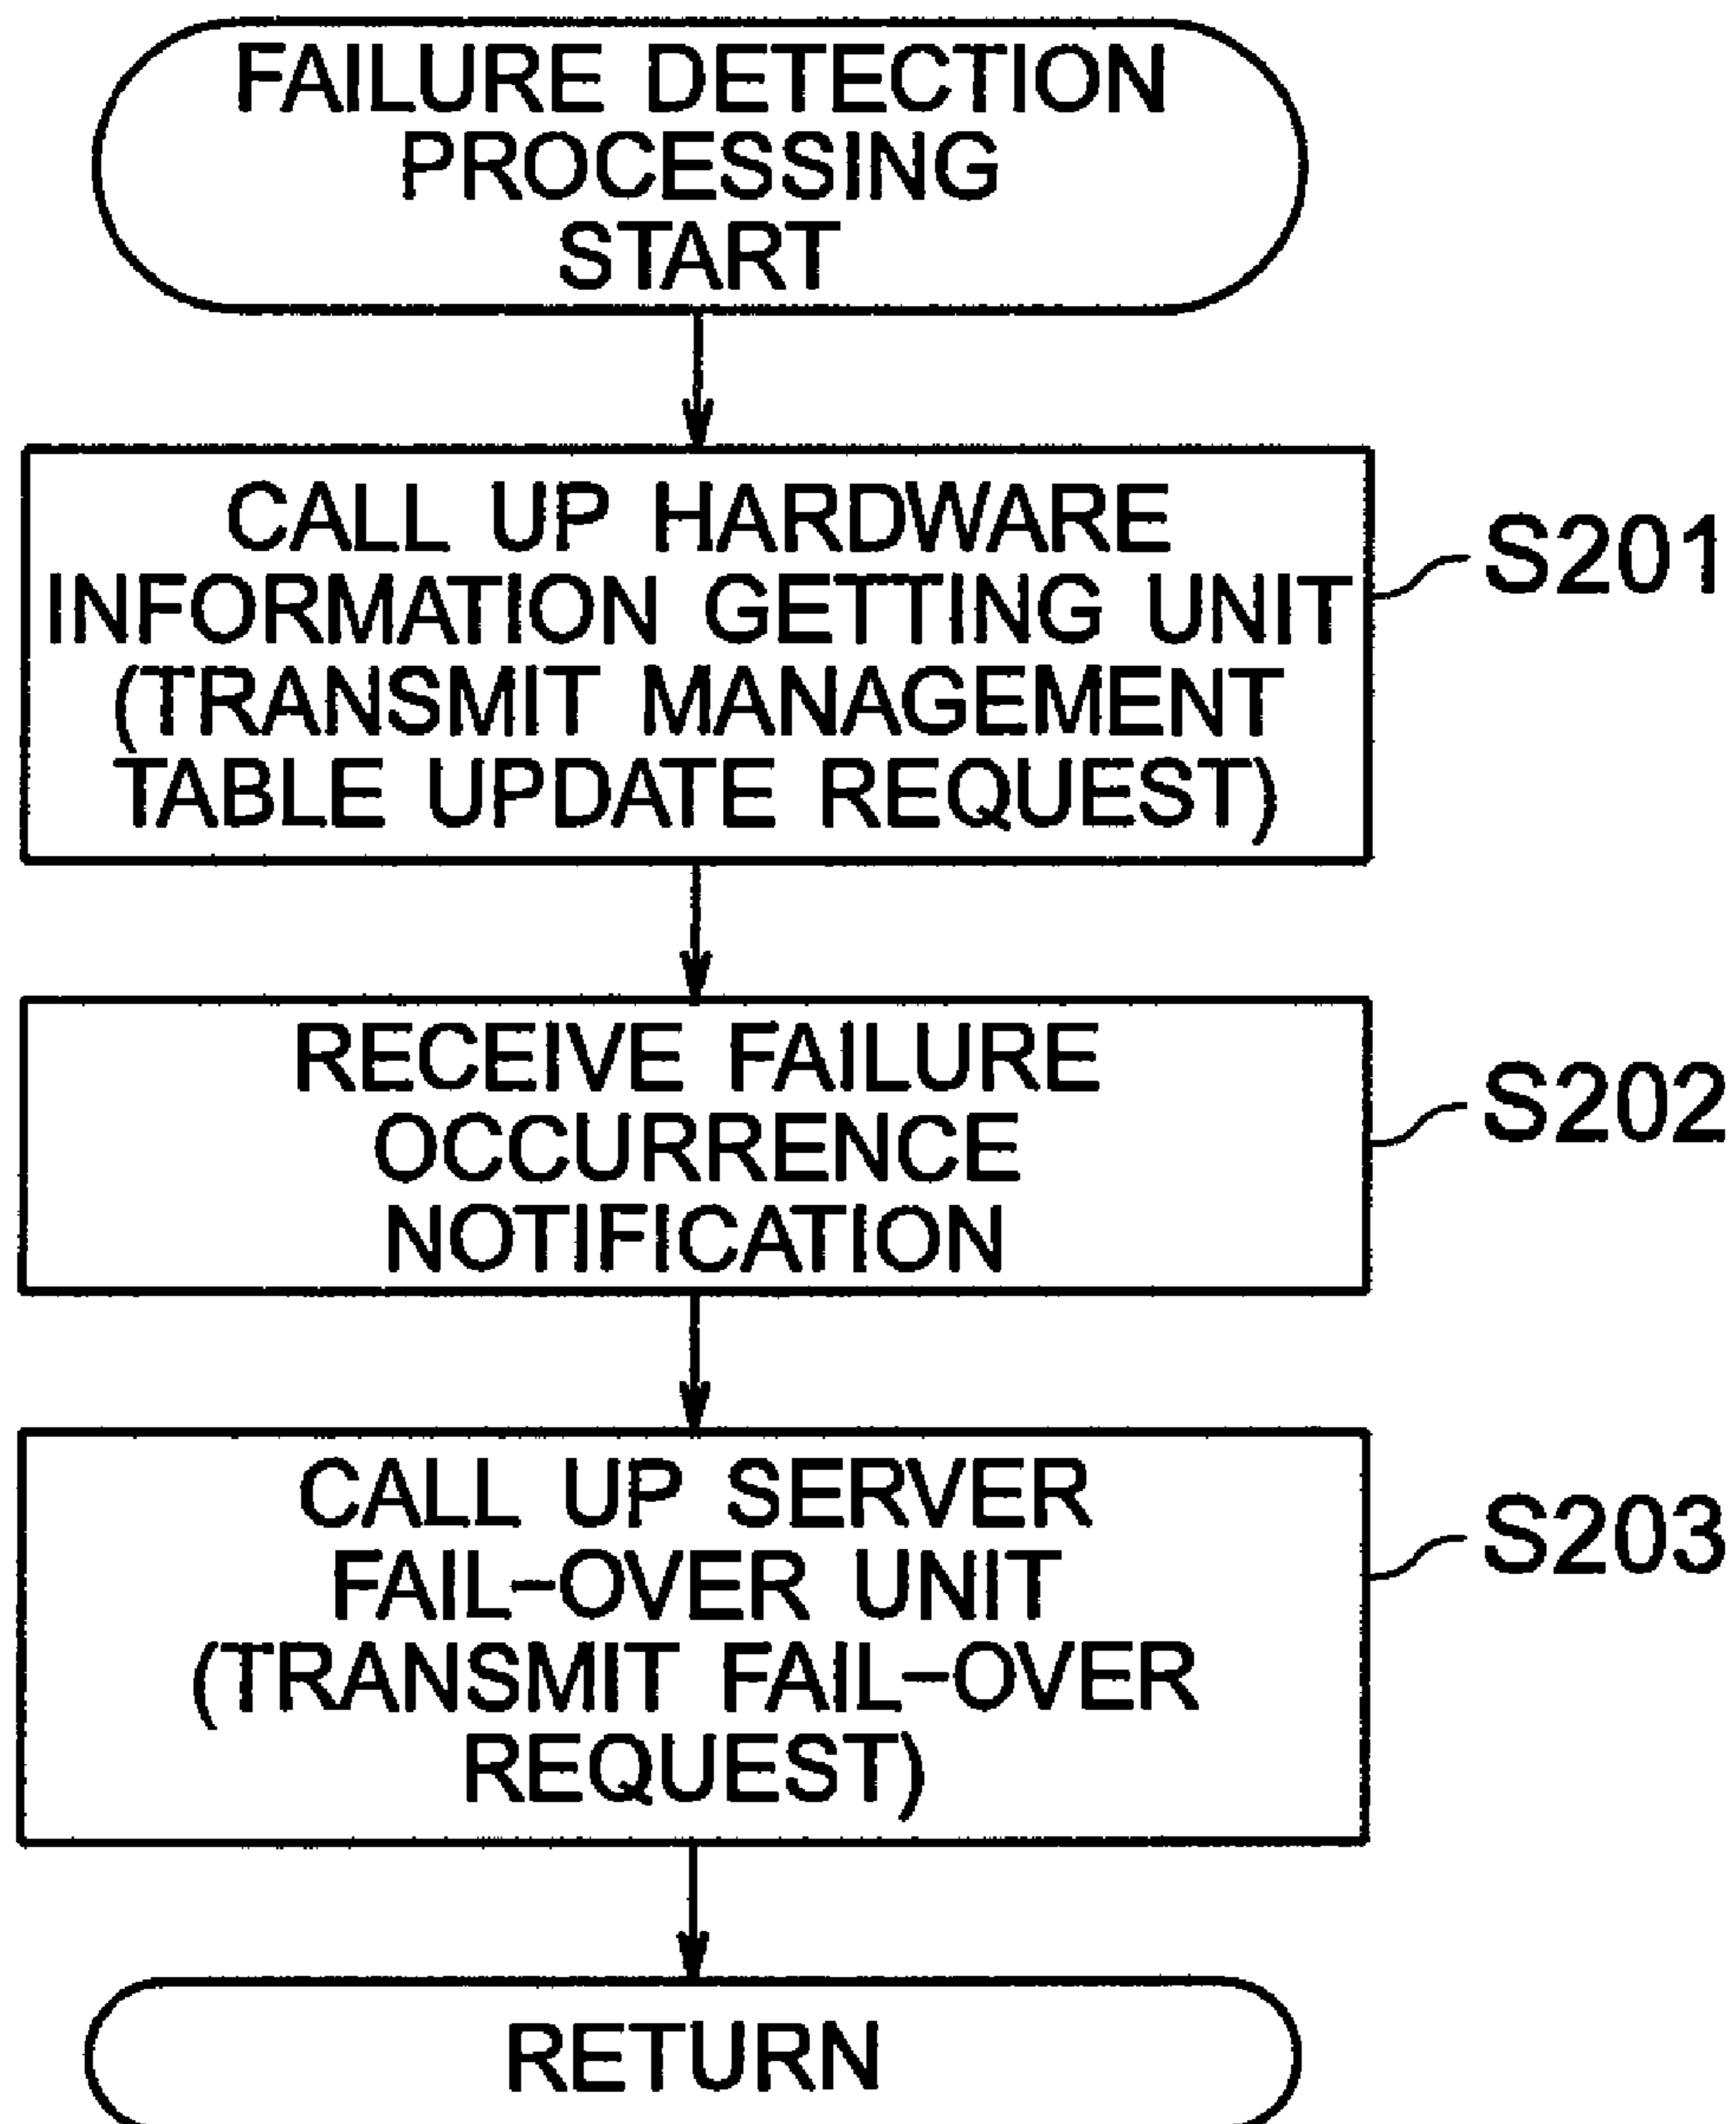 FAILURE DETECTION
PROCESSING
START
CALL UP HARDWARE
INFORMATION GETTING UNIT
(TRANSMIT MANAGEMENT
TABLE UPDATE REQUEST)
S201
RECEIVE FAILURE
OCCURRENCE
NOTIFICATION
S202
CALL UP SERVER
FAIL-OVER UNIT
(TRANSMIT FAIL-OVER
REQUEST)
S203
RETURN